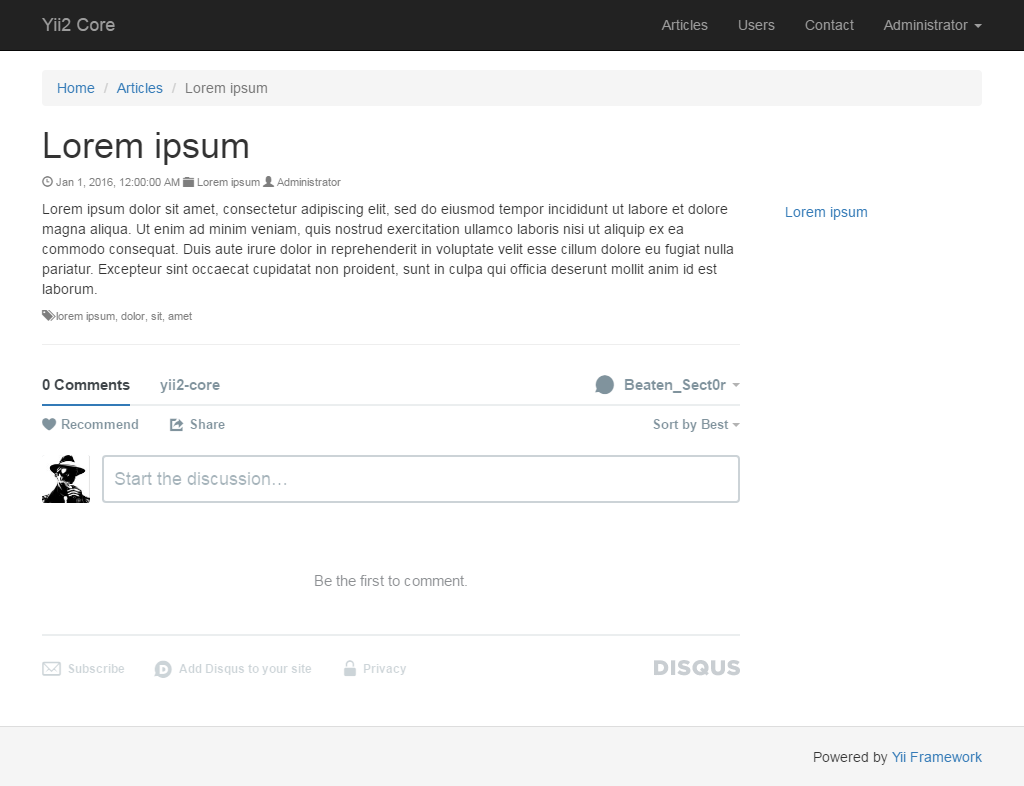 Yii2 Core Articles Users Contact Administrator
Home / Articles / Lorem ipsum
Lorem ipsum
Jan 1, 2016, 12:00:00 AM Lorem ipsum Administrator
Lorem ipsum dolor sit amet, consectetur adipiscing elit, sed do eiusmod tempor incididunt ut labore et dolore
magna aliqua. Ut enim ad minim veniam, quis nostrud exercitation ullamco laboris nisi ut aliquip ex ea
commodo consequat. Duis aute irure dolor in reprehenderit in voluptate velit esse cillum dolore eu fugiat nulla
pariatur. Excepteur sint occaecat cupidatat non proident, sunt in culpa qui officia deserunt mollit anim id est
laborum.
lorem ipsum, dolor, sit, amet
Lorem ipsum
0 Comments yii2-core Beaten_Sect0r
Recommend Share Sort by Best
Start the discussion…
Be the first to comment.
Subscribe Add Disqus to your site Privacy DISQUS
Powered by Yii Framework